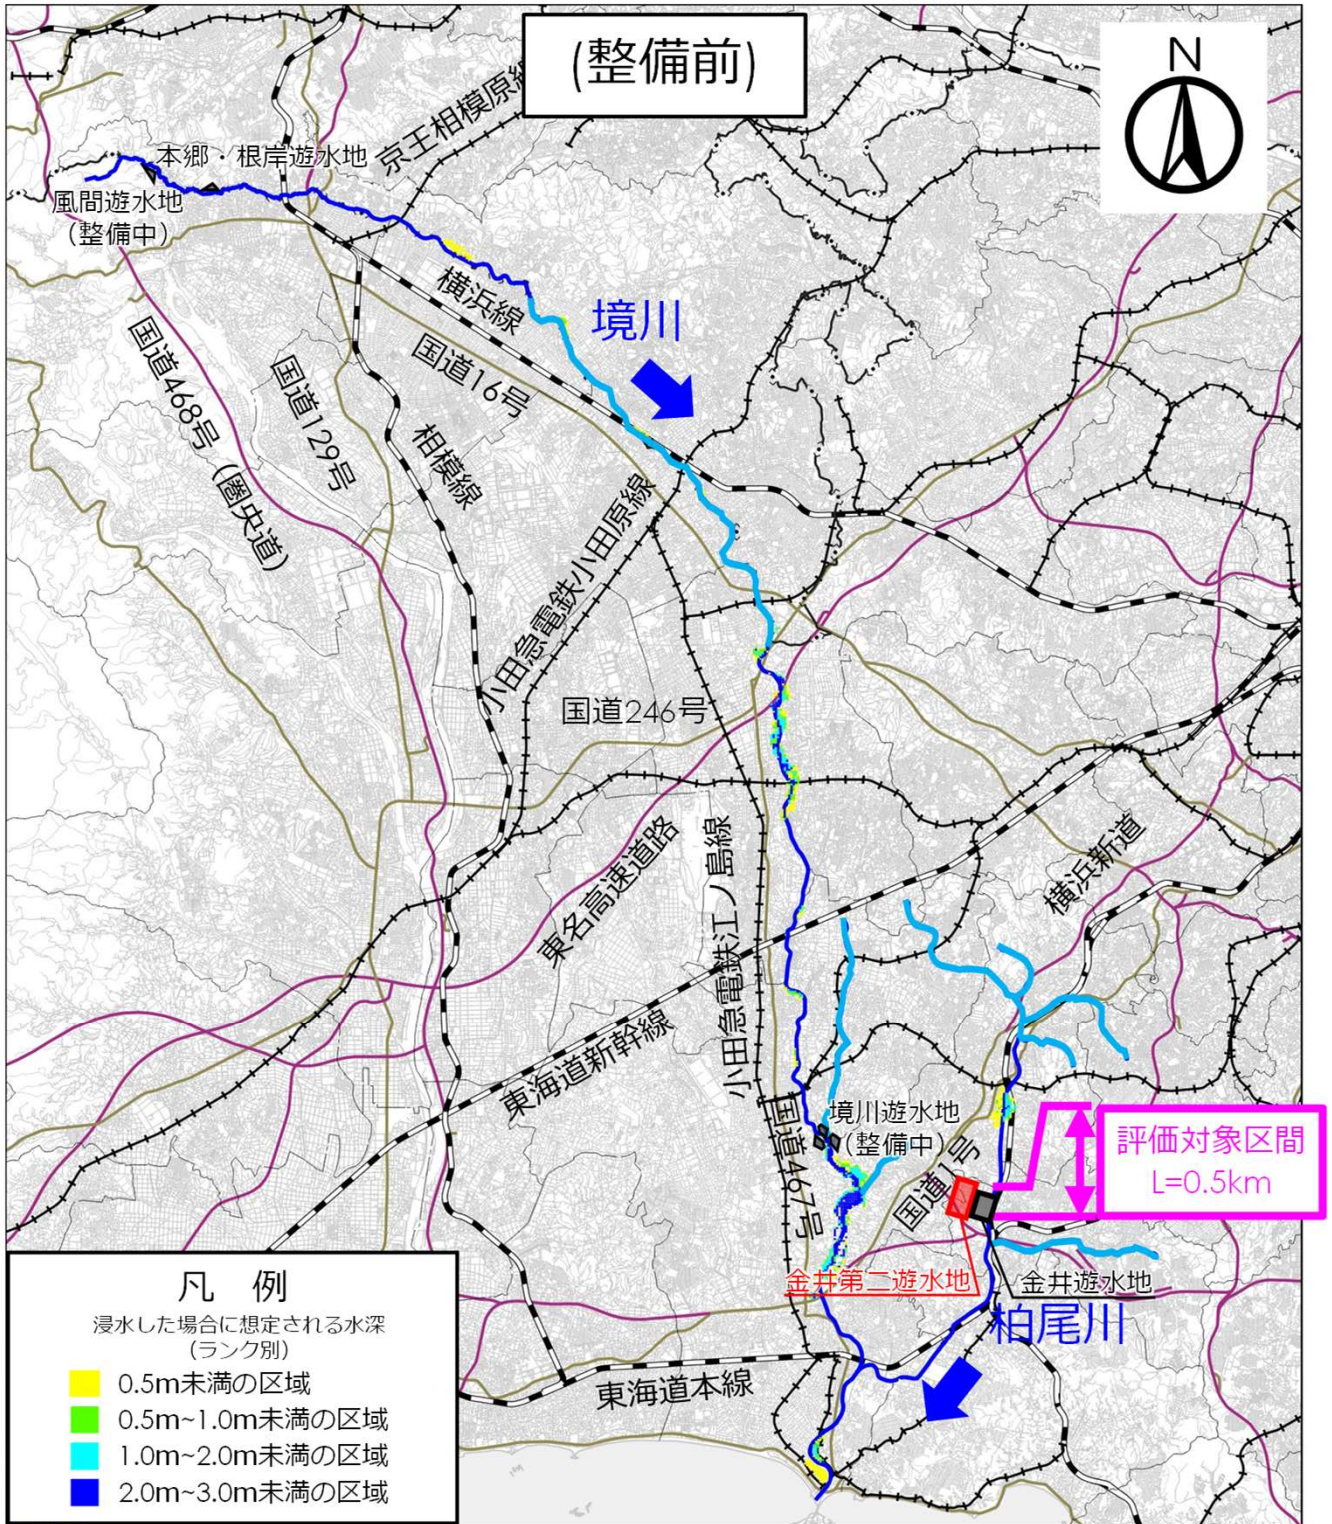 (整備前)
N
京王相模原線
本郷・根岸遊水地
風間遊水地
(整備中)
横浜線
境川
国道16号
国道468号(圏央道)
国道129号
相模線
小田急電鉄小田原線
国道246号
東名高速道路
小田急電鉄江ノ島線
横浜新道
東海道新幹線
国道467号
境川遊水地
(整備中)
国道1号
評価対象区間
L=0.5km
金井第二遊水地
金井遊水地
柏尾川
東海道本線
凡 例
浸水した場合に想定される水深
(ランク別)
0.5m未満の区域
0.5m~1.0m未満の区域
1.0m~2.0m未満の区域
2.0m~3.0m未満の区域